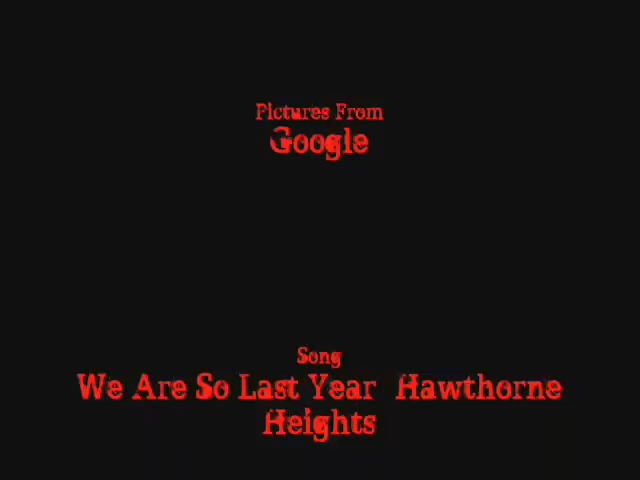 Pictures From
Google
Song
We Are So Last Year Hawthorne
Heights